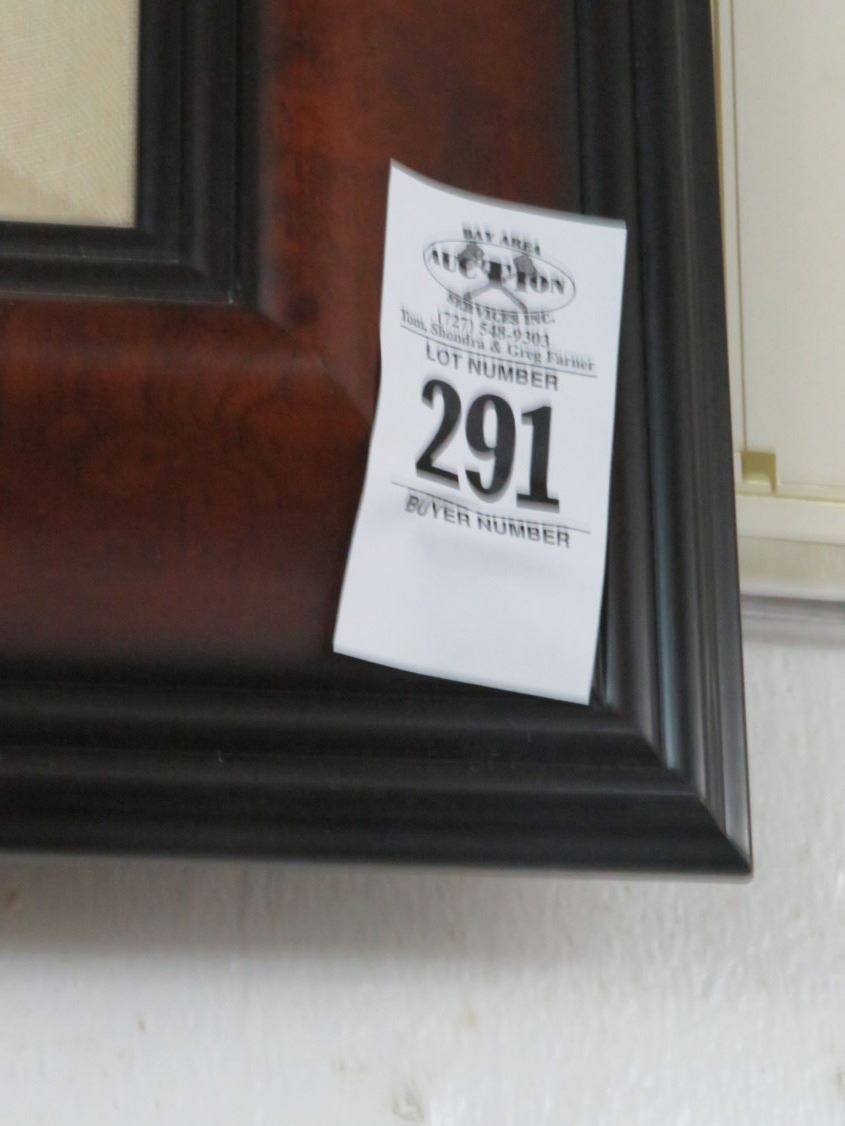 BAY AREA
AUCTION
SERVICES INC.
(727) 548-9303
Tom, Shondra & Greg Farner
LOT NUMBER
291
BUYER NUMBER